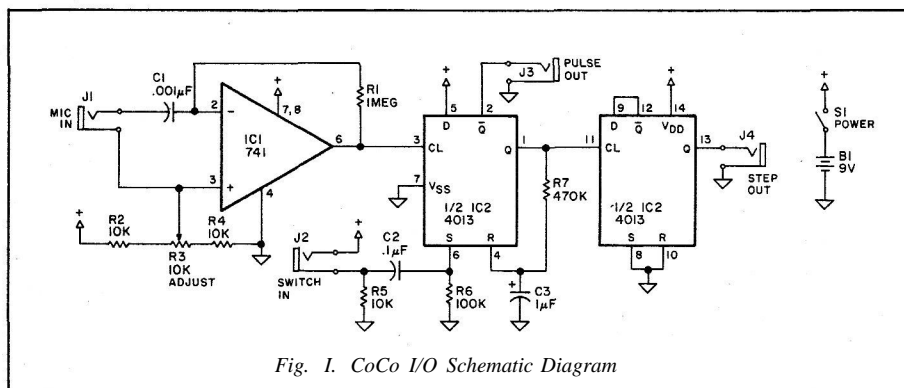 J1
MIC
IN
C1
.001µF
2
−
+
7,8
IC1
741
3
+
4
6
R1
1MEG
+
R2
10K
R3
10K
ADJUST
R4
10K
J2
SWITCH
IN
+
R5
10K
C2
.1µF
R6
100K
+
5
D
2
Q
J3
PULSE
OUT
3
CL
Q
1
7
VSS
1/2 IC2
4013
S
R
6
4
R7
470K
+
C3
1µF
9
12
14
D
Q
VDD
+
11
CL
Q
13
1/2 IC2
4013
S
R
8
10
J4
STEP
OUT
+
S1
POWER
B1
9V
Fig. I. CoCo I/O Schematic Diagram